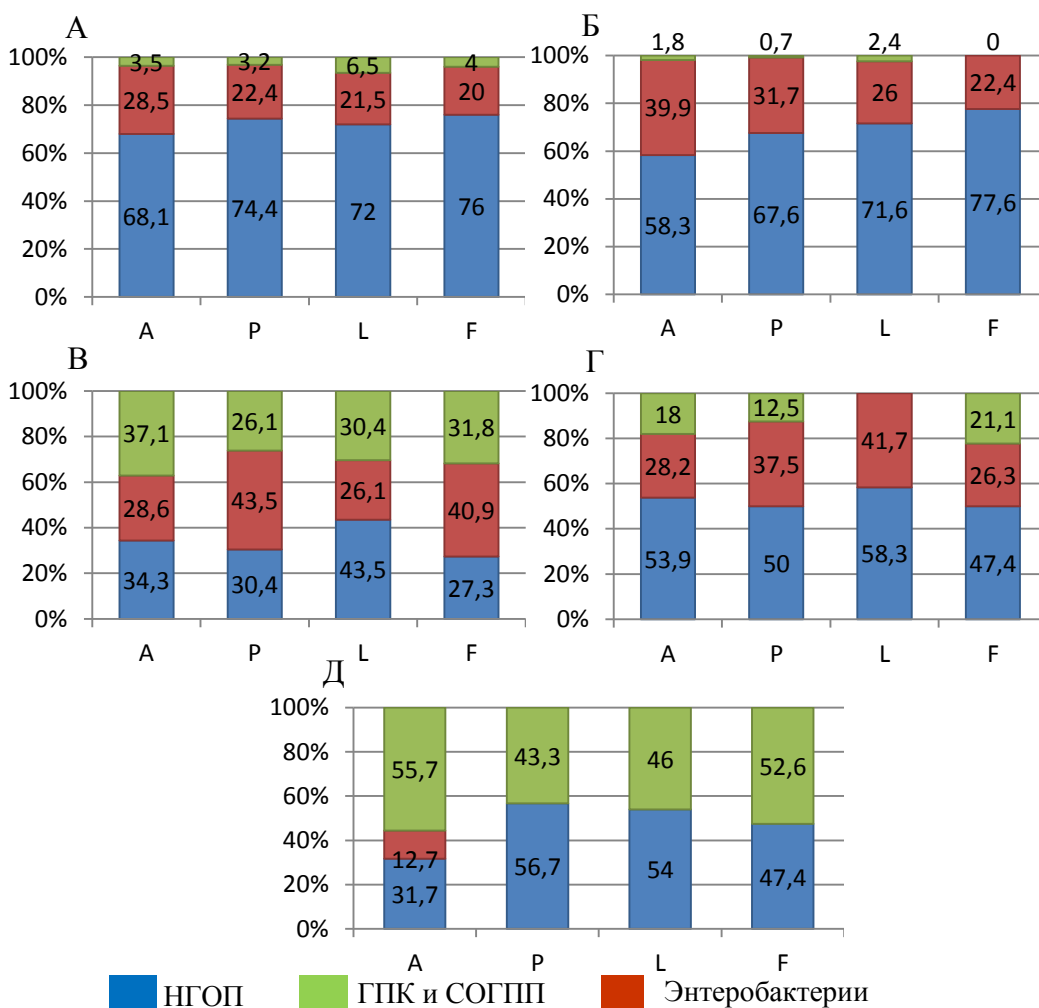 А
100%
80%
60%
40%
20%
0%
3,5 3,2 6,5 4
28,5 22,4 21,5 20
68,1 74,4 72 76
A P L F
Б
100%
80%
60%
40%
20%
0%
1,8 0,7 2,4 0
39,9 31,7 26 22,4
58,3 67,6 71,6 77,6
A P L F
В
100%
80%
60%
40%
20%
0%
37,1 26,1 30,4 31,8
28,6 43,5 26,1 40,9
34,3 30,4 43,5 27,3
A P L F
Г
100%
80%
60%
40%
20%
0%
18 12,5 21,1
28,2 37,5 41,7 26,3
53,9 50 58,3 47,4
A P L F
Д
100%
80%
60%
40%
20%
0%
55,7 43,3 46 52,6
12,7
31,7 56,7 54 47,4
A P L F
НГОП ГПК и СОГПП Энтеробактерии